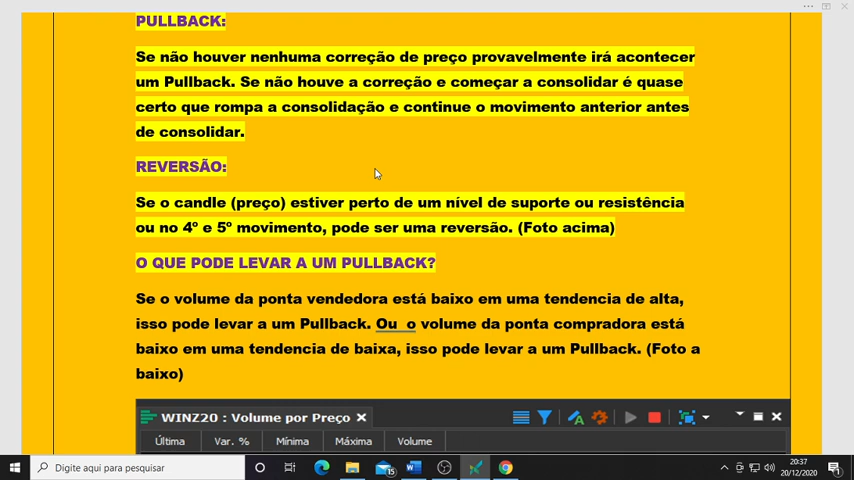 PULLBACK:
Se não houver nenhuma correção de preço provavelmente irá acontecer
um Pullback. Se não houve a correção e começar a consolidar é quase
certo que rompa a consolidação e continue o movimento anterior antes
de consolidar.
REVERSÃO:
Se o candle (preço) estiver perto de um nível de suporte ou resistência
ou no 4º e 5º movimento, pode ser uma reversão. (Foto acima)
O QUE PODE LEVAR A UM PULLBACK?
Se o volume da ponta vendedora está baixo em uma tendencia de alta,
isso pode levar a um Pullback. Ou o volume da ponta compradora está
baixo em uma tendencia de baixa, isso pode levar a um Pullback. (Foto a
baixo)
WINZ20 : Volume por Preço
Última Var. % Mínima Máxima Volume
Digite aqui para pesquisar
15
20:37
20/12/2020